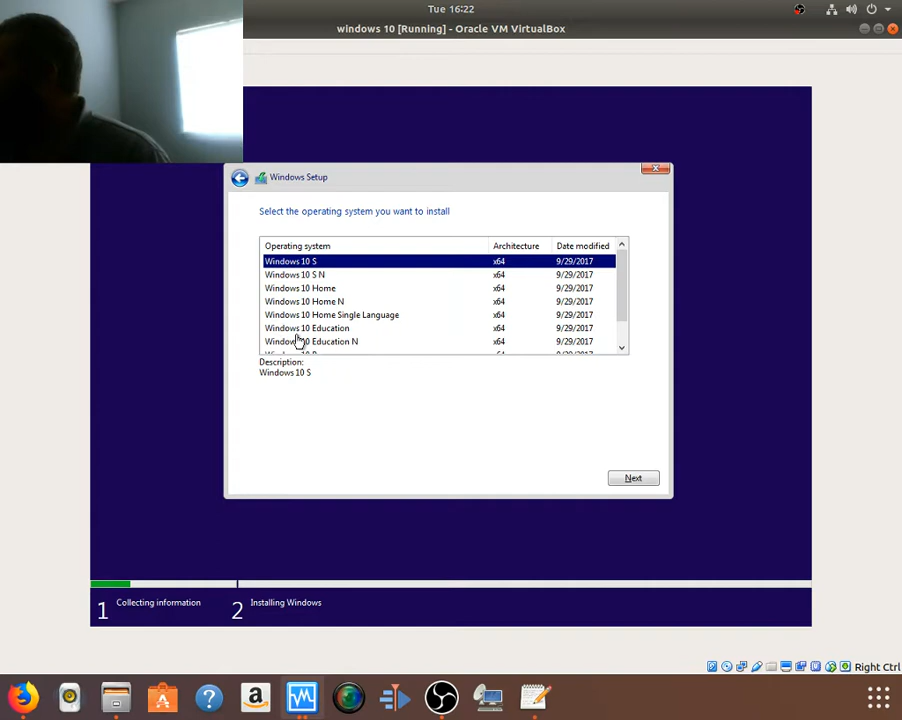 Tue 16:22
windows 10 [Running] - Oracle VM VirtualBox
Windows Setup
Select the operating system you want to install
Operating system Architecture Date modified
Windows 10 S x64 9/29/2017
Windows 10 S N x64 9/29/2017
Windows 10 Home x64 9/29/2017
Windows 10 Home N x64 9/29/2017
Windows 10 Home Single Language x64 9/29/2017
Windows 10 Education x64 9/29/2017
Windows 10 Education N x64 9/29/2017
Description:
Windows 10 S
Next
1 Collecting information 2 Installing Windows
Right Ctrl